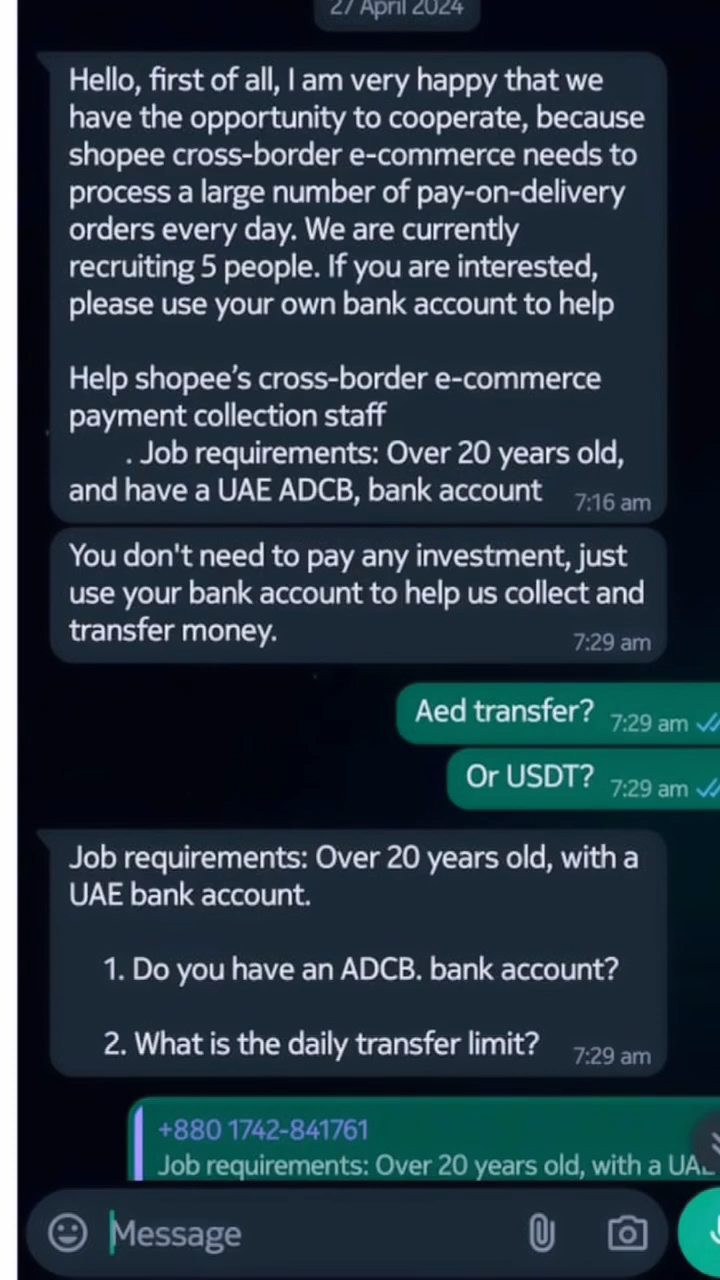 27 April 2024
Hello, first of all, I am very happy that we
have the opportunity to cooperate, because
shopee cross-border e-commerce needs to
process a large number of pay-on-delivery
orders every day. We are currently
recruiting 5 people. If you are interested,
please use your own bank account to help
Help shopee's cross-border e-commerce
payment collection staff
. Job requirements: Over 20 years old,
and have a UAE ADCB, bank account 7:16 am
You don't need to pay any investment, just
use your bank account to help us collect and
transfer money. 7:29 am
Aed transfer? 7:29 am
Or USDT? 7:29 am
Job requirements: Over 20 years old, with a
UAE bank account.
1. Do you have an ADCB. bank account?
2. What is the daily transfer limit? 7:29 am
+880 1742-841761
Job requirements: Over 20 years old, with a
Message